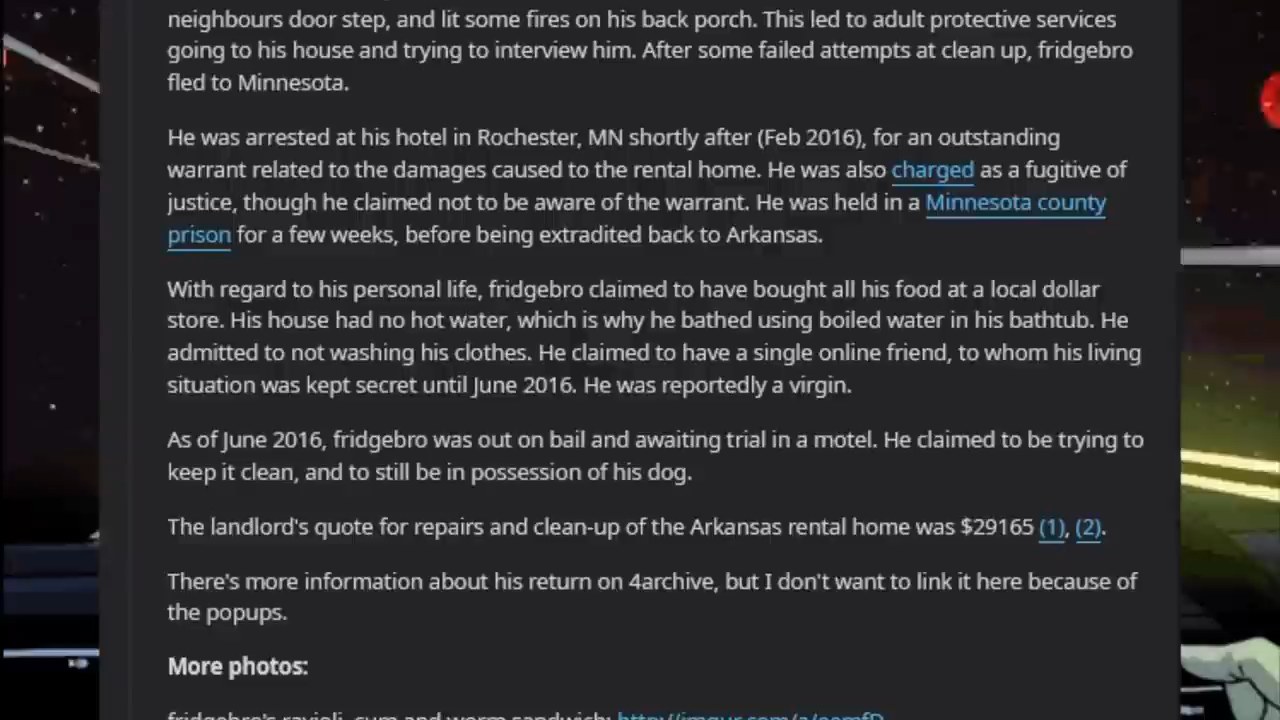 neighbours door step, and lit some fires on his back porch. This led to adult protective services
going to his house and trying to interview him. After some failed attempts at clean up, fridgebro
fled to Minnesota.
He was arrested at his hotel in Rochester, MN shortly after (Feb 2016), for an outstanding
warrant related to the damages caused to the rental home. He was also charged as a fugitive of
justice, though he claimed not to be aware of the warrant. He was held in a Minnesota county
prison for a few weeks, before being extradited back to Arkansas.
With regard to his personal life, fridgebro claimed to have bought all his food at a local dollar
store. His house had no hot water, which is why he bathed using boiled water in his bathtub. He
admitted to not washing his clothes. He claimed to have a single online friend, to whom his living
situation was kept secret until June 2016. He was reportedly a virgin.
As of June 2016, fridgebro was out on bail and awaiting trial in a motel. He claimed to be trying to
keep it clean, and to still be in possession of his dog.
The landlord's quote for repairs and clean-up of the Arkansas rental home was $29165 (1), (2).
There's more information about his return on 4archive, but I don't want to link it here because of
the popups.
More photos:
fridgebro's ravioli, cum and worm sandwich: